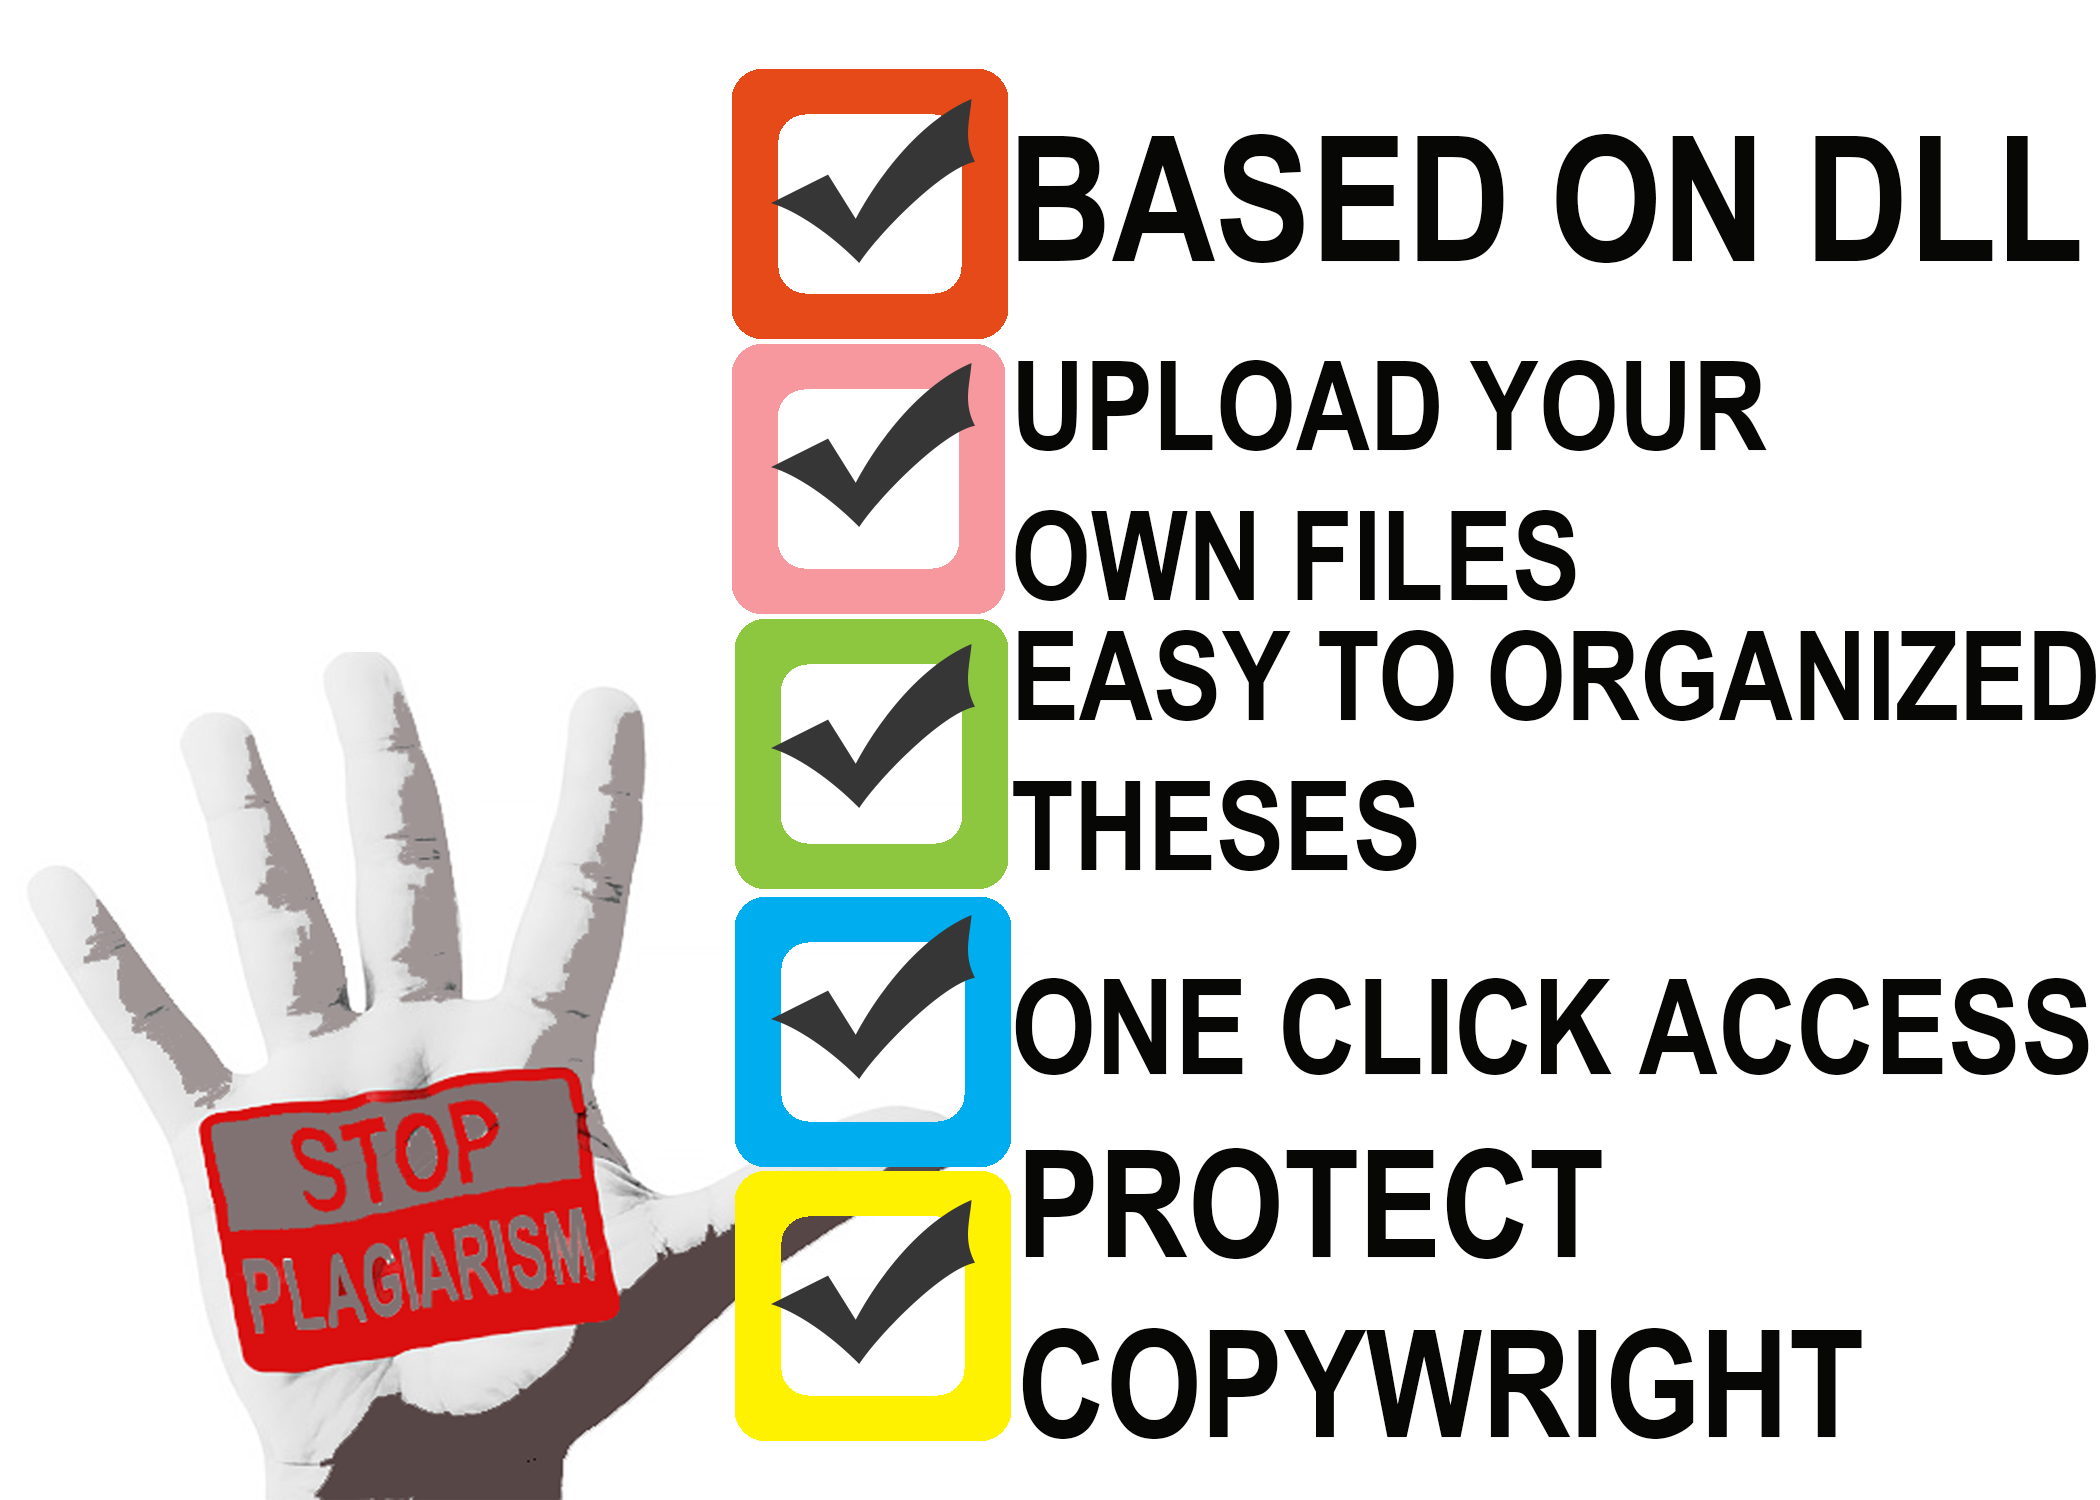 BASED ON DLL
UPLOAD YOUR
OWN FILES
EASY TO ORGANIZED
THESES
ONE CLICK ACCESS
PROTECT
COPYWRIGHT
STOP
PLAGIARISM